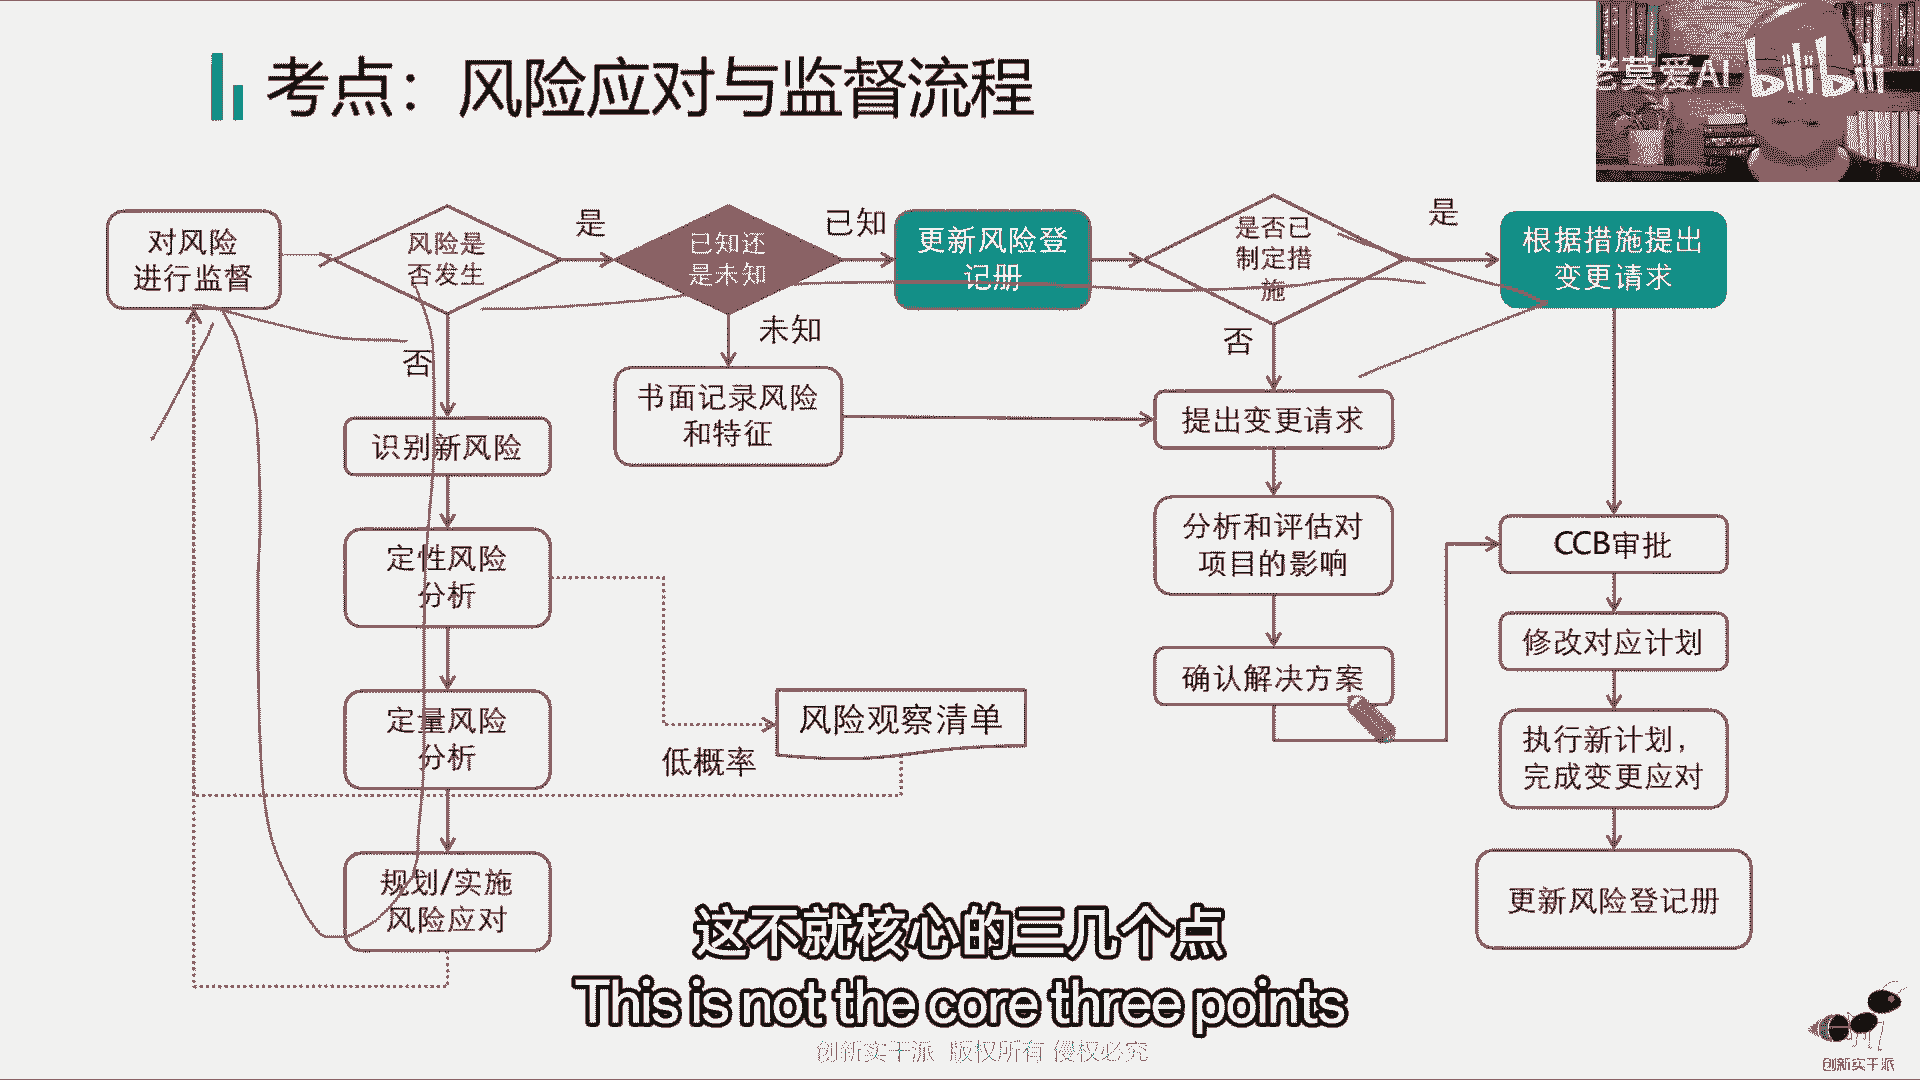 考点：风险应对与监督流程
老莫爱AI
bilibili
对风险
进行监督
风险是
否发生
是
已知还
是未知
已知
更新风险登
记册
是否已
制定措
施
是
根据措施提出
变更请求
否
未知
否
书面记录风险
和特征
提出变更请求
识别新风险
分析和评估对
项目的影响
CCB审批
定性风险
分析
确认解决方案
修改对应计划
定量风险
分析
风险观察清单
低概率
执行新计划，
完成变更应对
规划/实施
风险应对
更新风险登记册
这不就核心的三几个点
This is not the core three points
创新实干派 版权所有 侵权必究
创新实干派